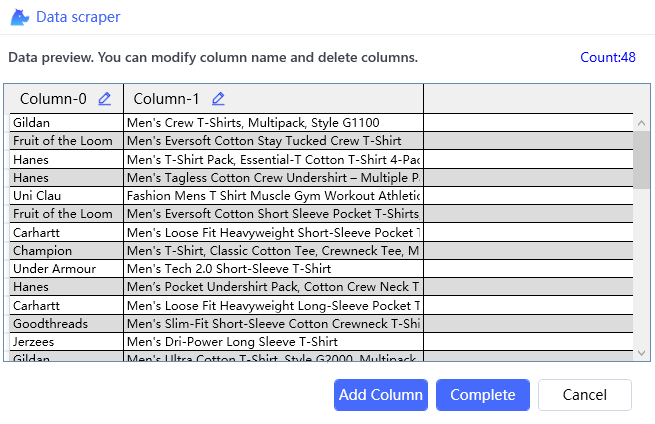 Data scraper
Data preview. You can modify column name and delete columns. Count:48
Column-0 Column-1
Gildan Men's Crew T-Shirts, Multipack, Style G1100
Fruit of the Loom Men's Eversoft Cotton Stay Tucked Crew T-Shirt
Hanes Men's T-Shirt Pack, Essential-T Cotton T-Shirt 4-Pac
Hanes Men's Tagless Cotton Crew Undershirt – Multiple P
Uni Clau Fashion Mens T Shirt Muscle Gym Workout Athletic
Fruit of the Loom Men's Eversoft Cotton Short Sleeve Pocket T-Shirts
Carhartt Men's Loose Fit Heavyweight Short-Sleeve Pocket T
Champion Men's T-Shirt, Classic Cotton Tee, Crewneck Tee, M
Under Armour Men's Tech 2.0 Short-Sleeve T-Shirt
Hanes Men's Pocket Undershirt Pack, Cotton Crew Neck T
Carhartt Men's Loose Fit Heavyweight Long-Sleeve Pocket T
Goodthreads Men's Slim-Fit Short-Sleeve Cotton Crewneck T-Shi
Jerzees Men's Dri-Power Long Sleeve T-Shirt
Gildan Men's Ultra Cotton T-Shirt, Style G2000, Multipack
Add Column Complete Cancel